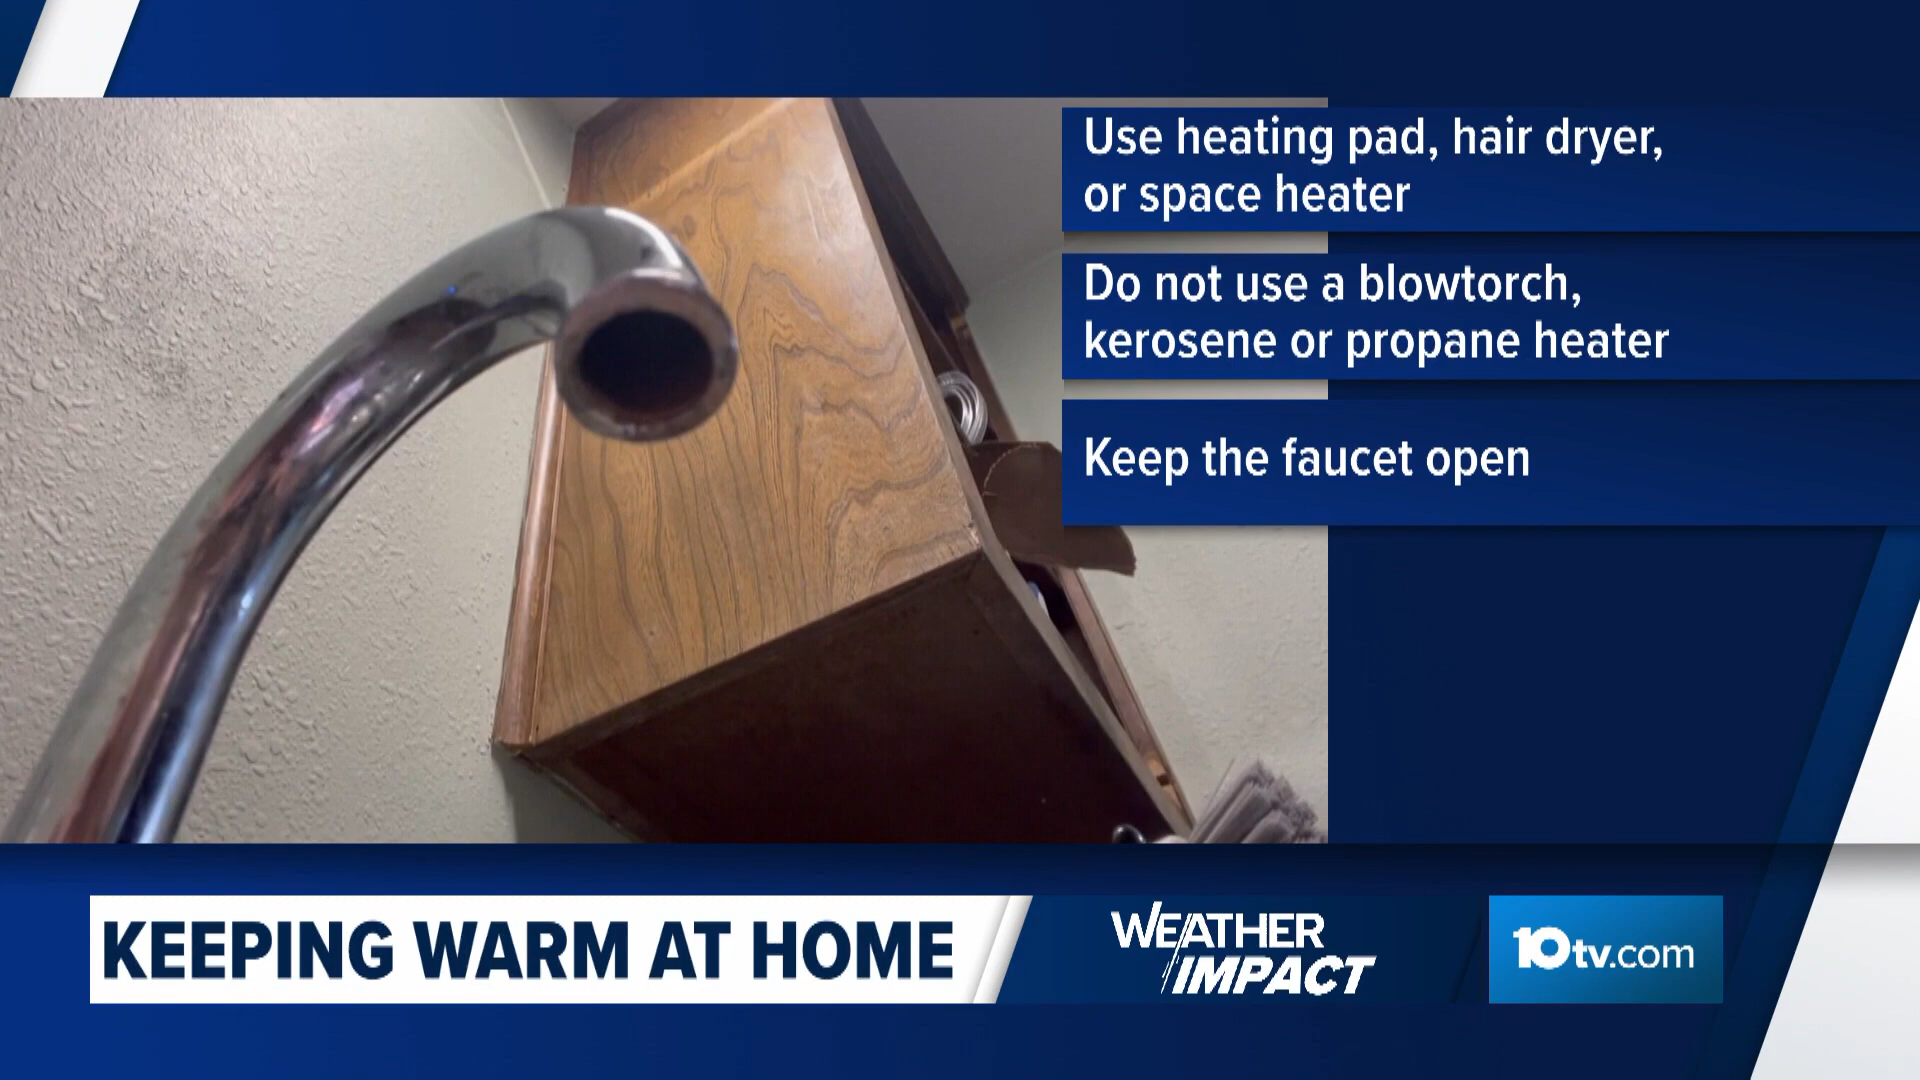 Use heating pad, hair dryer,
or space heater
Do not use a blowtorch,
kerosene or propane heater
Keep the faucet open
KEEPING WARM AT HOME
WEATHER
IMPACT
10tv.com